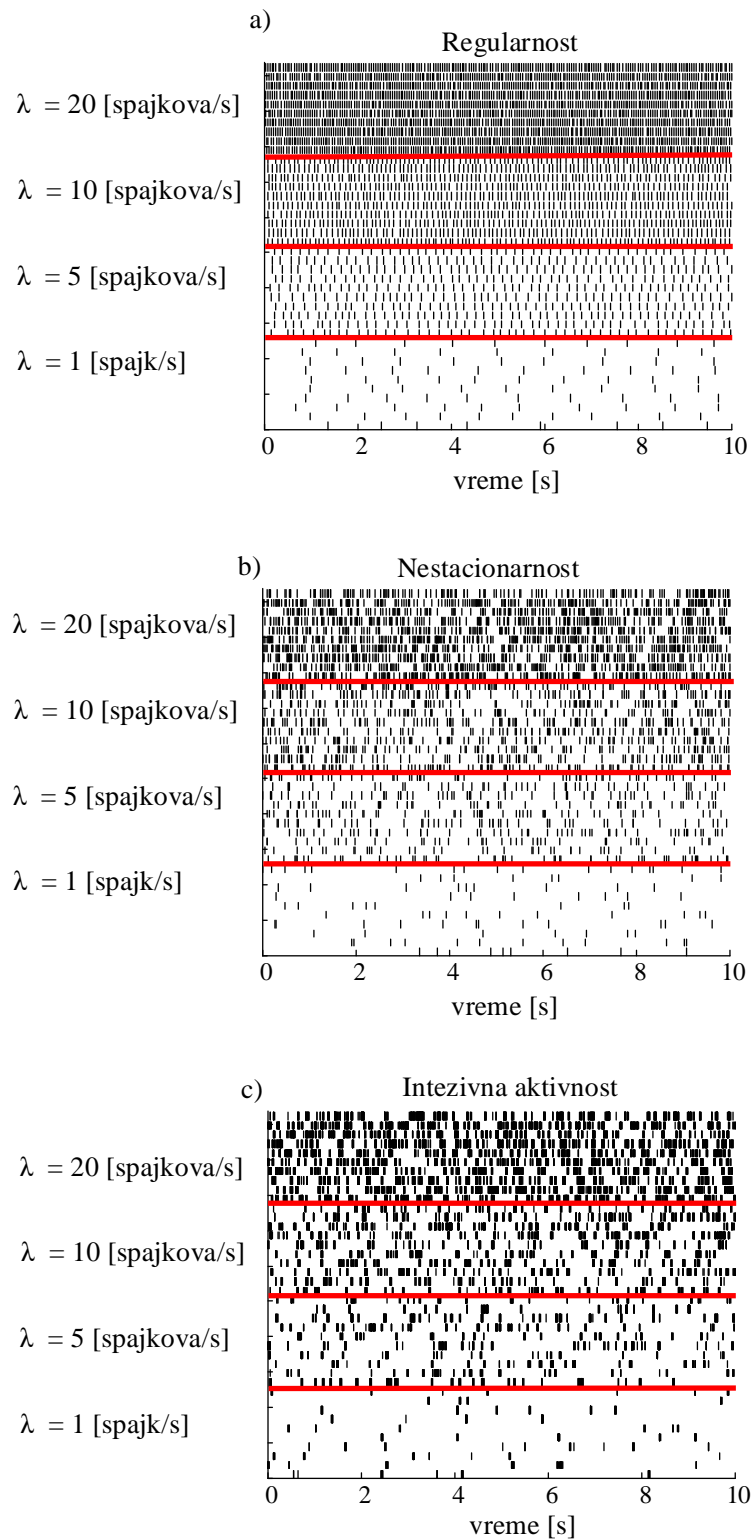 a)
Regularnost
λ = 20 [spajkova/s]
λ = 10 [spajkova/s]
λ = 5 [spajkova/s]
λ = 1 [spajk/s]
0 2 4 6 8 10
vreme [s]
b)
Nestacionarnost
λ = 20 [spajkova/s]
λ = 10 [spajkova/s]
λ = 5 [spajkova/s]
λ = 1 [spajk/s]
0 2 4 6 8 10
vreme [s]
c)
Intezivna aktivnost
λ = 20 [spajkova/s]
λ = 10 [spajkova/s]
λ = 5 [spajkova/s]
λ = 1 [spajk/s]
0 2 4 6 8 10
vreme [s]